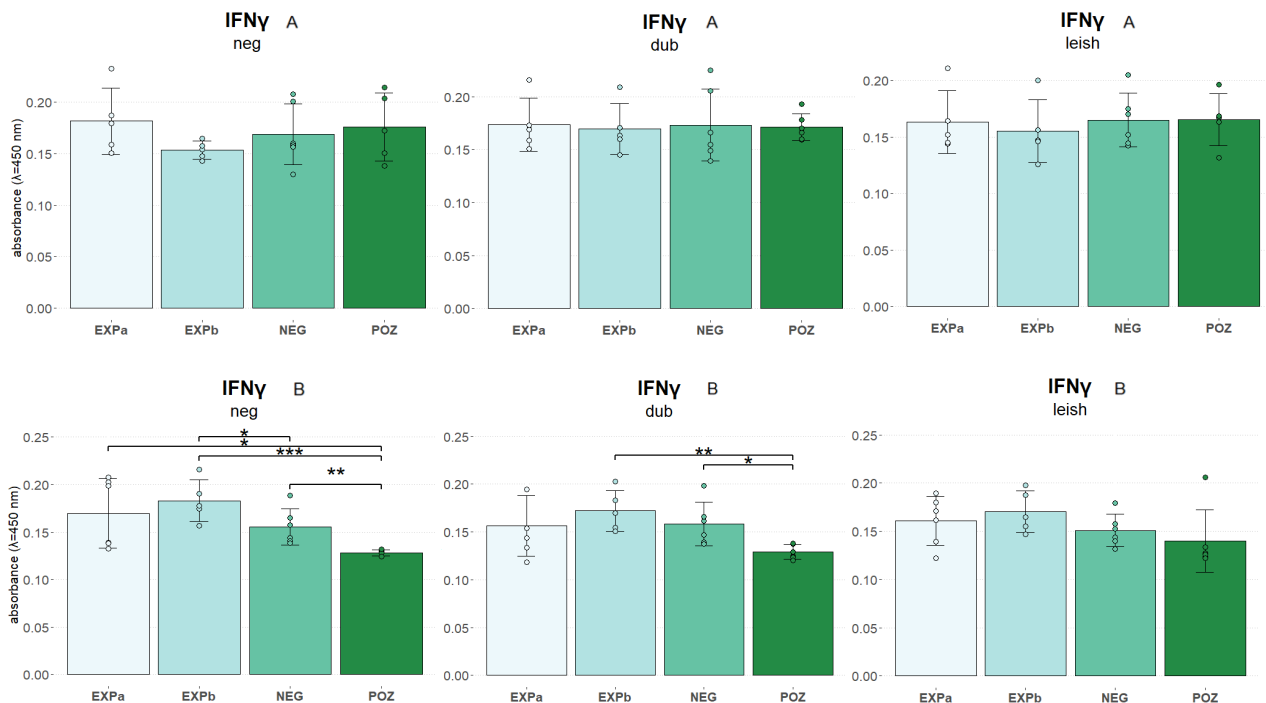 IFNγ A
neg
IFNγ A
dub
IFNγ A
leish
absorbance (λ=450 nm)
0.20
0.15
0.10
0.05
0.00
EXPa EXPb NEG POZ
0.20
0.15
0.10
0.05
0.00
EXPa EXPb NEG POZ
0.20
0.15
0.10
0.05
0.00
EXPa EXPb NEG POZ
IFNγ B
neg
IFNγ B
dub
IFNγ B
leish
absorbance (λ=450 nm)
0.25
0.20
0.15
0.10
0.05
0.00
*
*
***
**
EXPa EXPb NEG POZ
0.25
0.20
0.15
0.10
0.05
0.00
**
*
EXPa EXPb NEG POZ
0.25
0.20
0.15
0.10
0.05
0.00
EXPa EXPb NEG POZ